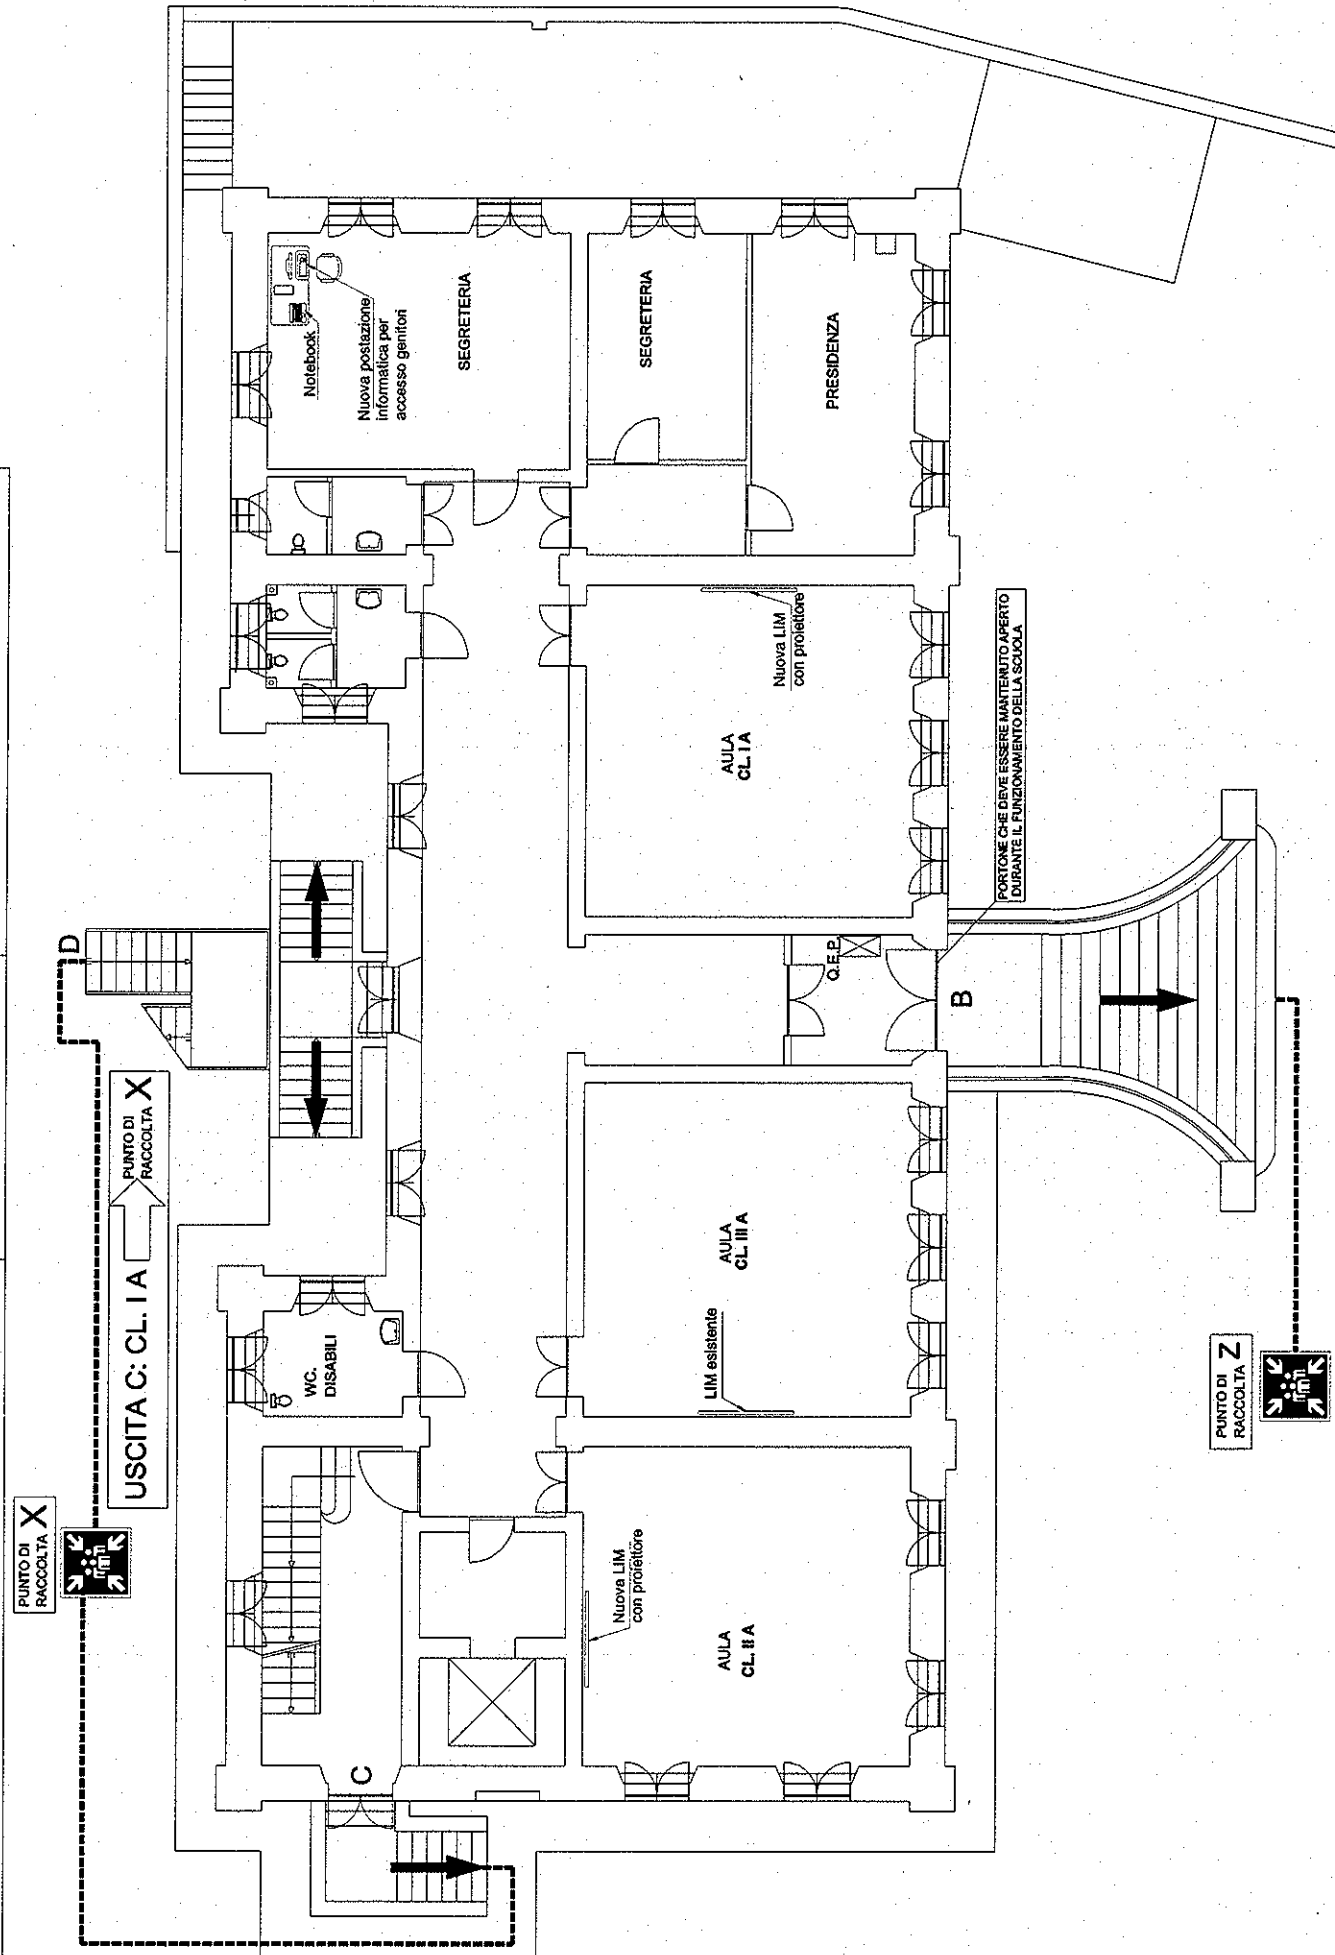 PUNTO DI
RACCOLTA X
USCITA C: CL. I A
PUNTO DI
RACCOLTA X
D
Notebook
Nuova postazione
informatica per
accesso genitori
SEGRETERIA
SEGRETERIA
PRESIDENZA
WC.
DISABILI
C
Nuova LIM
con proiettore
AULA
CL. II A
LIM esistente
AULA
CL. III A
Q.E.P.
B
AULA
CL. I A
Nuova LIM
con proiettore
PORTONE CHE DEVE ESSERE MANTENUTO APERTO
DURANTE IL FUNZIONAMENTO DELLA SCUOLA
PUNTO DI
RACCOLTA Z